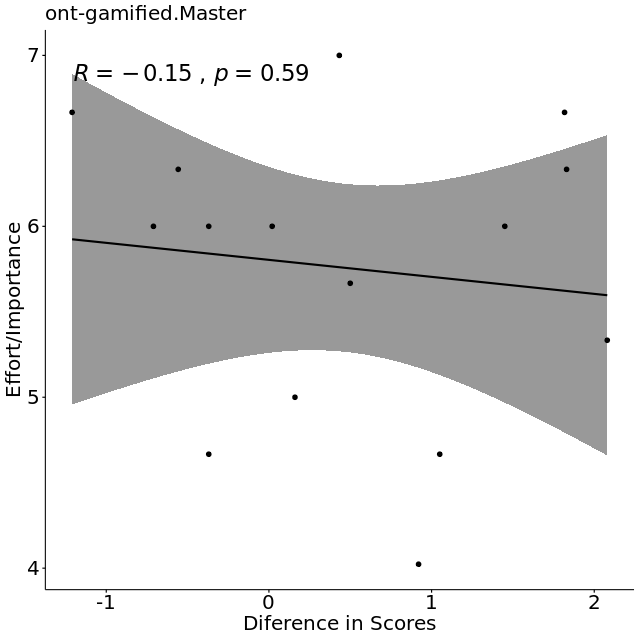 ont-gamified.Master
R = −0.15 , p = 0.59
7
6
5
4
Effort/Importance
-1 0 1 2
Diference in Scores